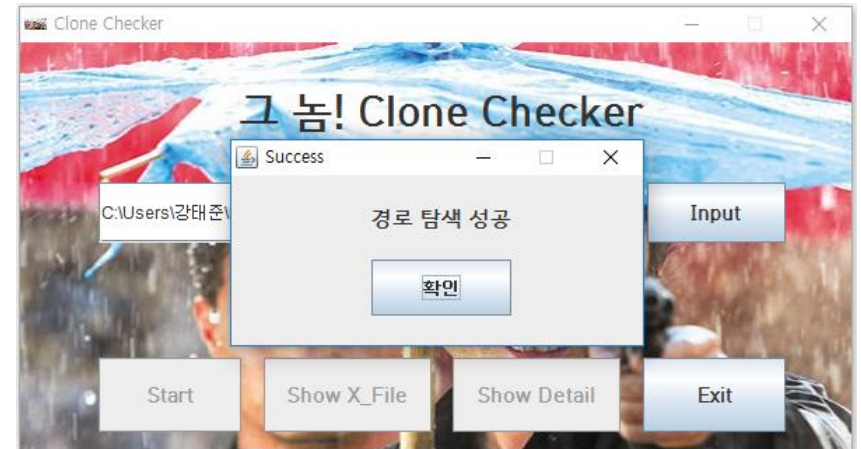 Clone Checker
그 놈! Clone Checker
Success
경로 탐색 성공
C:\Users\강태준\
Input
확인
Start
Show X_File
Show Detail
Exit